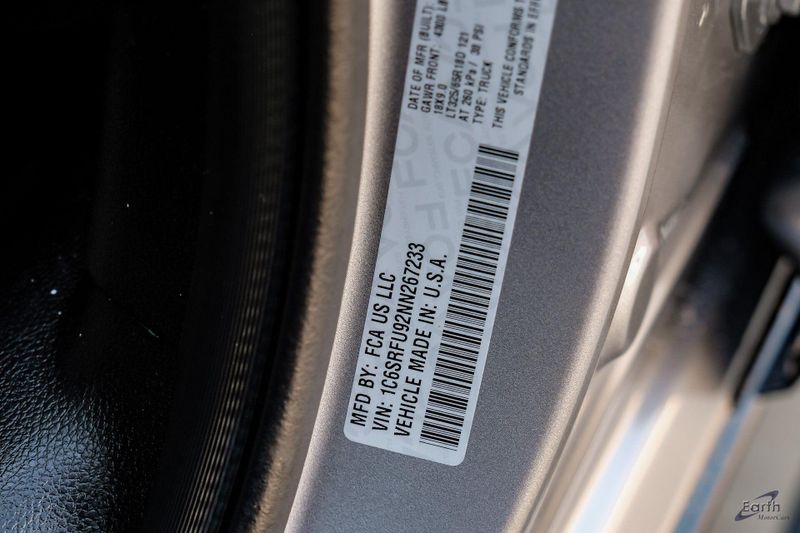 MFD BY: FCA US LLC
VIN: 1C6SRFU92NN267233
VEHICLE MADE IN: U.S.A.
DATE OF MFR (BUILT):
GAWR FRONT: 4300 LB
18X9.0
LT325/65R18D 121
AT 260 kPa / 38 PSI
TYPE: TRUCK
THIS VEHICLE CONFORMS T
STANDARDS IN EFF
Earth
MotorCars